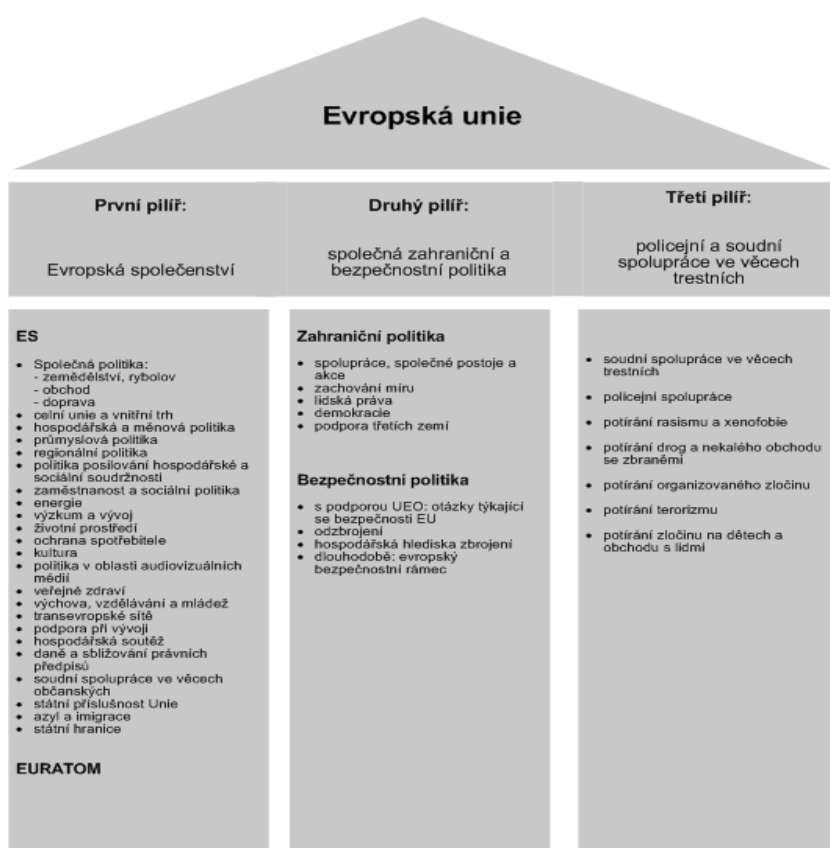 Evropská unie
První pilíř:
Evropská společenství
Druhý pilíř:
společná zahraniční a
bezpečnostní politika
Třetí pilíř:
policejní a soudní
spolupráce ve věcech
trestních
ES
• Společná politika:
- zemědělství, rybolov
- obchod
- doprava
• celní unie a vnitřní trh
• hospodářská a měnová politika
• průmyslová politika
• regionální politika
• politika posilování hospodářské a
sociální soudržnosti
• zaměstnanost a sociální politika
• energie
• výzkum a vývoj
• životní prostředí
• ochrana spotřebitele
• kultura
• politika v oblasti audiovizuálních
médií
• veřejné zdraví
• výchova, vzdělávání a mládež
• transevropské sítě
• podpora při vývoji
• hospodářská soutěž
• daně a sbližování právních
předpisů
• soudní spolupráce ve věcech
občanských
• státní příslušnost Unie
• azyl a imigrace
• státní hranice
EURATOM
Zahraniční politika
• spolupráce, společné postoje a
akce
• zachování míru
• lidská práva
• demokracie
• podpora třetích zemí
Bezpečnostní politika
• s podporou UEO: otázky týkající
se bezpečnosti EU
• odzbrojení
• hospodářská hlediska zbrojení
• dlouhodobě: evropský
bezpečnostní rámec
• soudní spolupráce ve věcech
trestních
• policejní spolupráce
• potírání rasismu a xenofobie
• potírání drog a nekalého obchodu
se zbraněmi
• potírání organizovaného zločinu
• potírání terorizmu
• potírání zločinu na dětech a
obchodu s lidmi